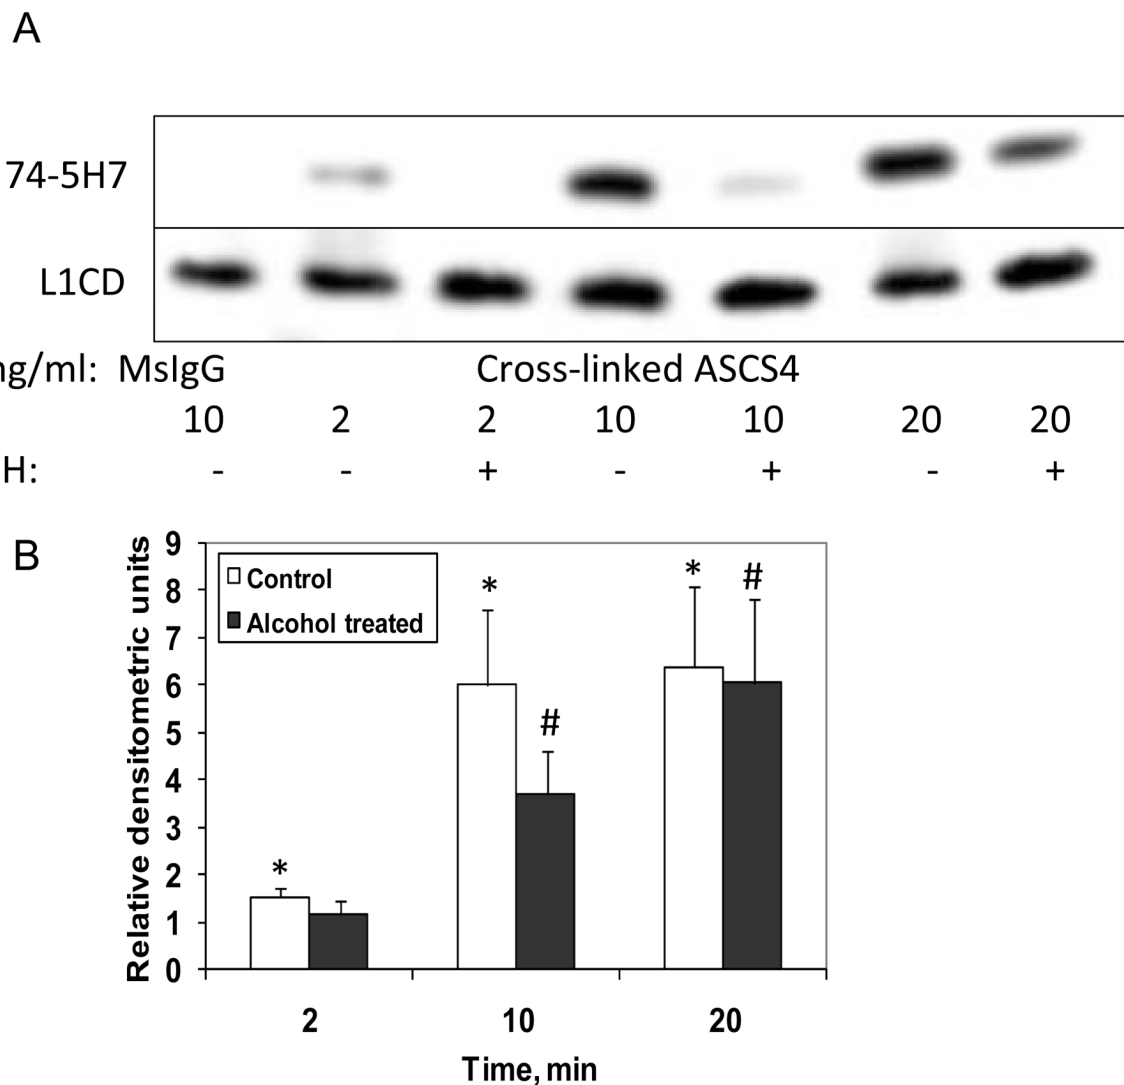 A
74-5H7
L1CD
ng/ml: MsIgG Cross-linked ASCS4
10 2 2 10 10 20 20
H: - - + - + - +
B
Relative densitometric units
9
8
7
6
5
4
3
2
1
0
Control
Alcohol treated
*
*
#
*
#
2 10 20
Time, min